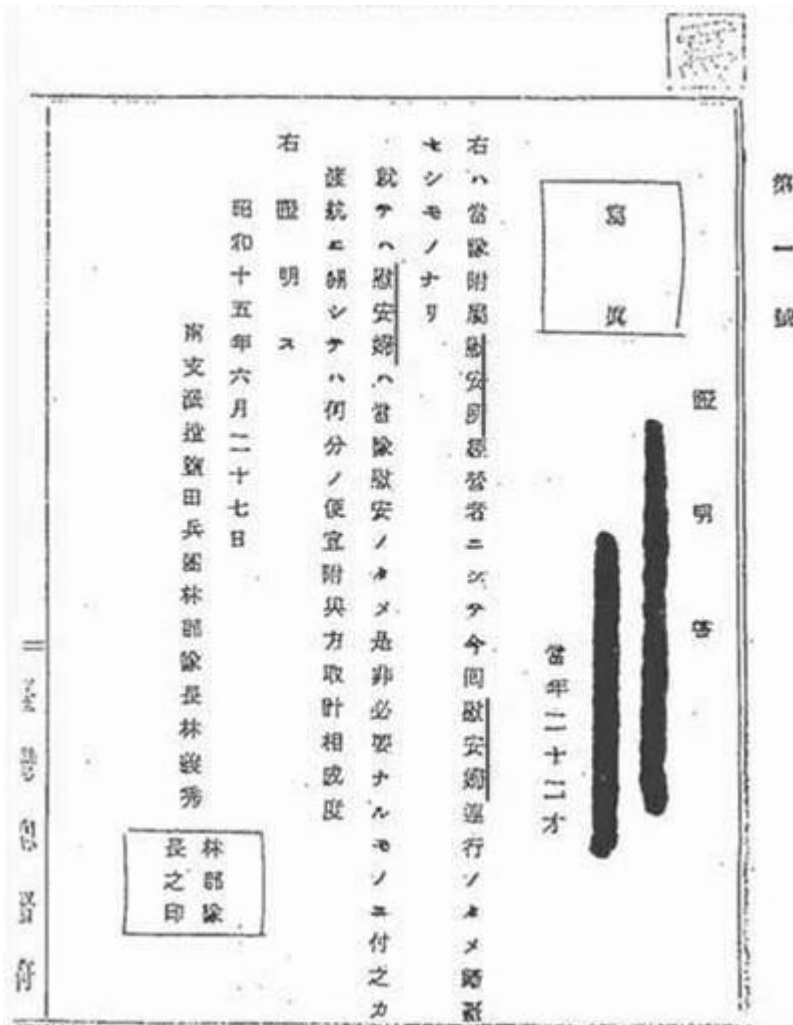 第一號
證明書
當年二十二才
寫眞
右ハ當隊附屬慰安所經營者ニシテ今回慰安婦連行ノタメ歸臺
セシモノナリ
就テハ慰安婦ハ當隊慰安ノタメ是非必要ナルモノニ付之カ
渡航ニ關シテハ何分ノ便宜附與方取計相成度
右證明ス
昭和十五年六月二十七日
南支派遣鹽田兵團林部隊長林義秀
林部隊
長之印